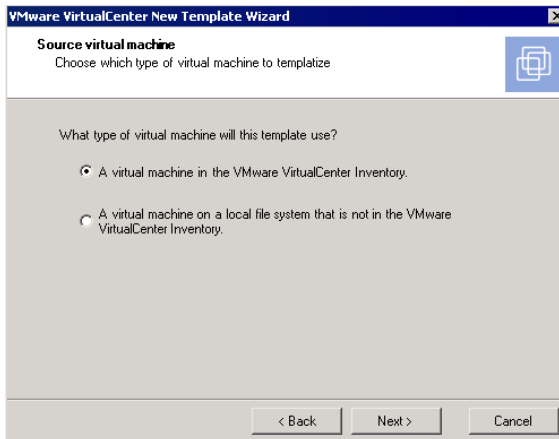 VMware VirtualCenter New Template Wizard
Source virtual machine
Choose which type of virtual machine to templatize
What type of virtual machine will this template use?
A virtual machine in the VMware VirtualCenter Inventory.
A virtual machine on a local file system that is not in the VMware
VirtualCenter Inventory.
< Back
Next >
Cancel